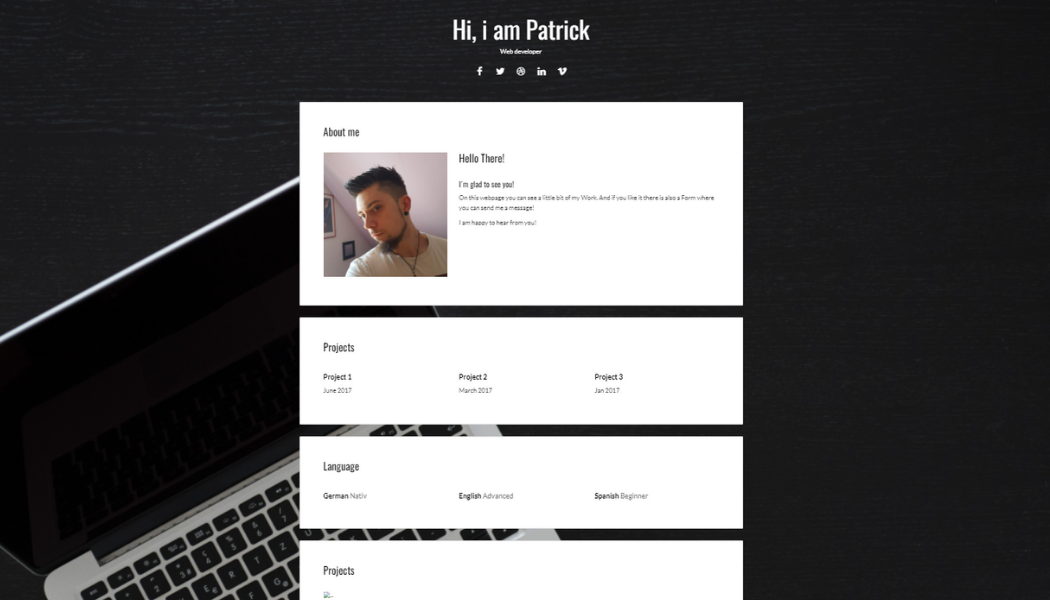 Hi, i am Patrick
Web developer
About me
Hello There!
I'm glad to see you!
On this webpage you can see a little bit of my Work. And if you like it there is also a Form where
you can send me a message!
I am happy to hear from you!
Projects
Project 1 Project 2 Project 3
June 2017 March 2017 Jan 2017
Language
German Nativ English Advanced Spanish Beginner
Projects